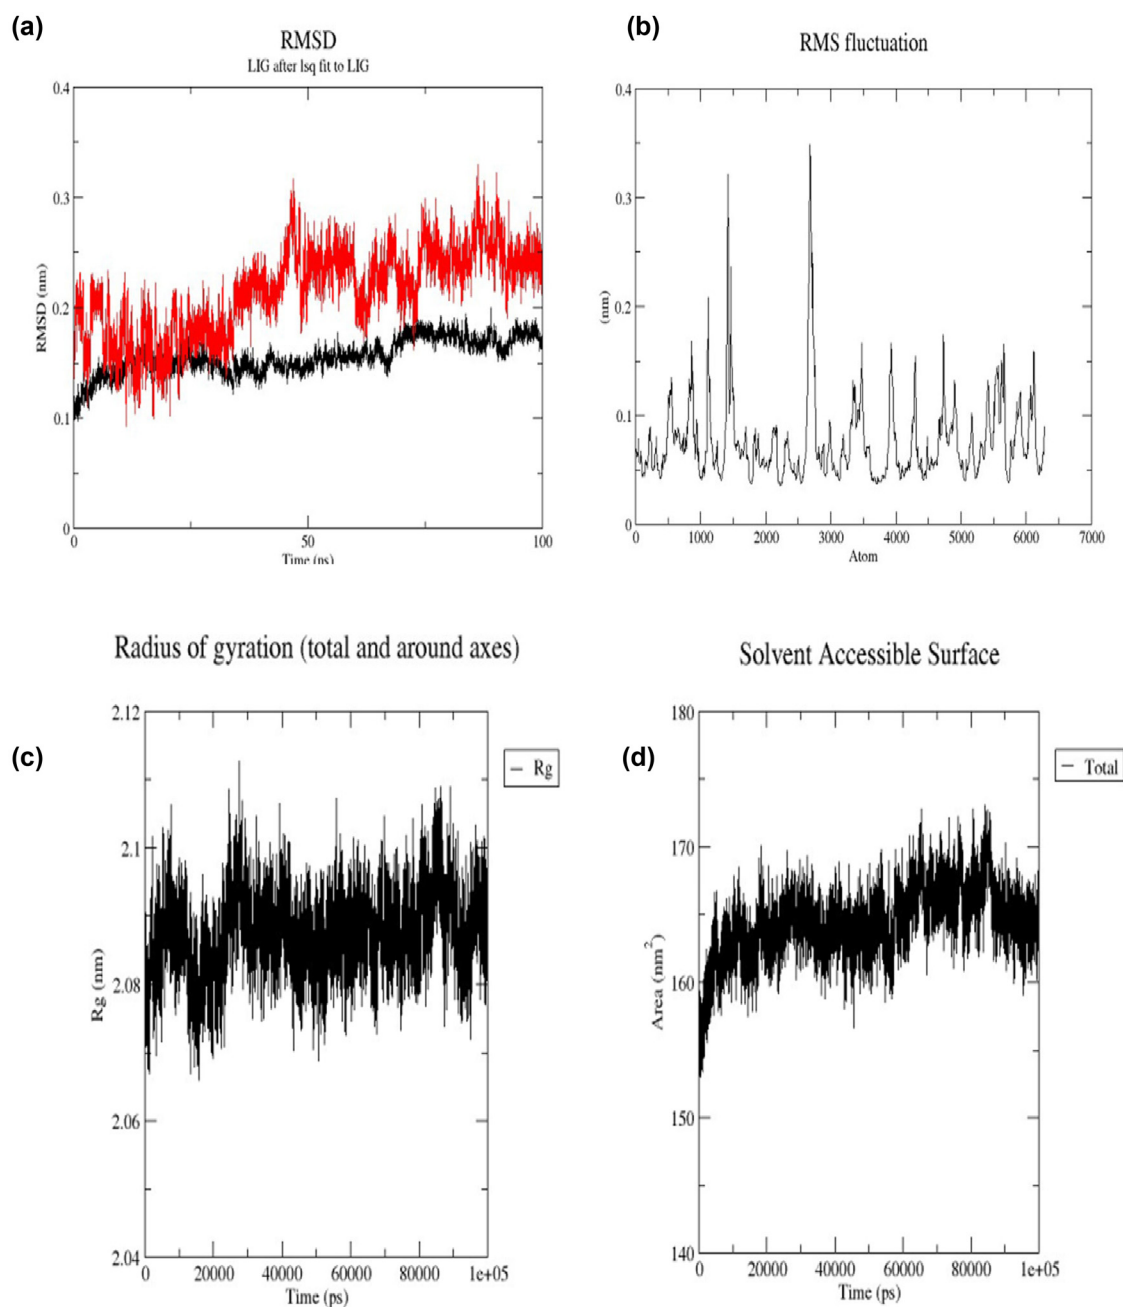 (a)
RMSD
LIG after lsq fit to LIG
0.4
0.3
0.2
0.1
0
RMSD (nm)
0
50
100
Time (ps)
(b)
RMS fluctuation
0.4
0.3
0.2
0.1
0
(nm)
0
1000
2000
3000
4000
5000
6000
7000
Atom
(c)
Radius of gyration (total and around axes)
2.12
2.1
2.08
2.06
2.04
Rg (nm)
Rg
0
20000
40000
60000
80000
1e+05
Time (ps)
(d)
Solvent Accessible Surface
180
170
160
150
140
Area (nm²)
Total
0
20000
40000
60000
80000
1e+05
Time (ps)